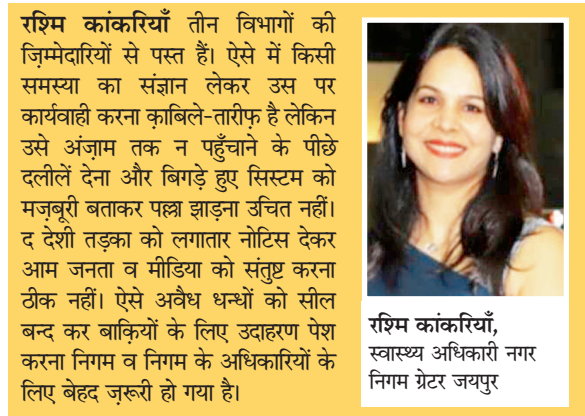 रश्मि कांकरियाँ तीन विभागों की
ज़िम्मेदारियों से पस्त हैं। ऐसे में किसी
समस्या का संज्ञान लेकर उस पर
कार्यवाही करना क़ाबिले-तारीफ़ है लेकिन
उसे अंज़ाम तक न पहुँचाने के पीछे
दलीलें देना और बिगड़े हुए सिस्टम को
मज़बूरी बताकर पल्ला झाड़ना उचित नहीं।
द देशी तड़का को लगातार नोटिस देकर
आम जनता व मीडिया को संतुष्ट करना
ठीक नहीं। ऐसे अवैध धन्धों को सील
बन्द कर बाक़ियों के लिए उदाहरण पेश
करना निगम व निगम के अधिकारियों के
लिए बेहद ज़रूरी हो गया है।
रश्मि कांकरियाँ,
स्वास्थ्य अधिकारी नगर
निगम ग्रेटर जयपुर